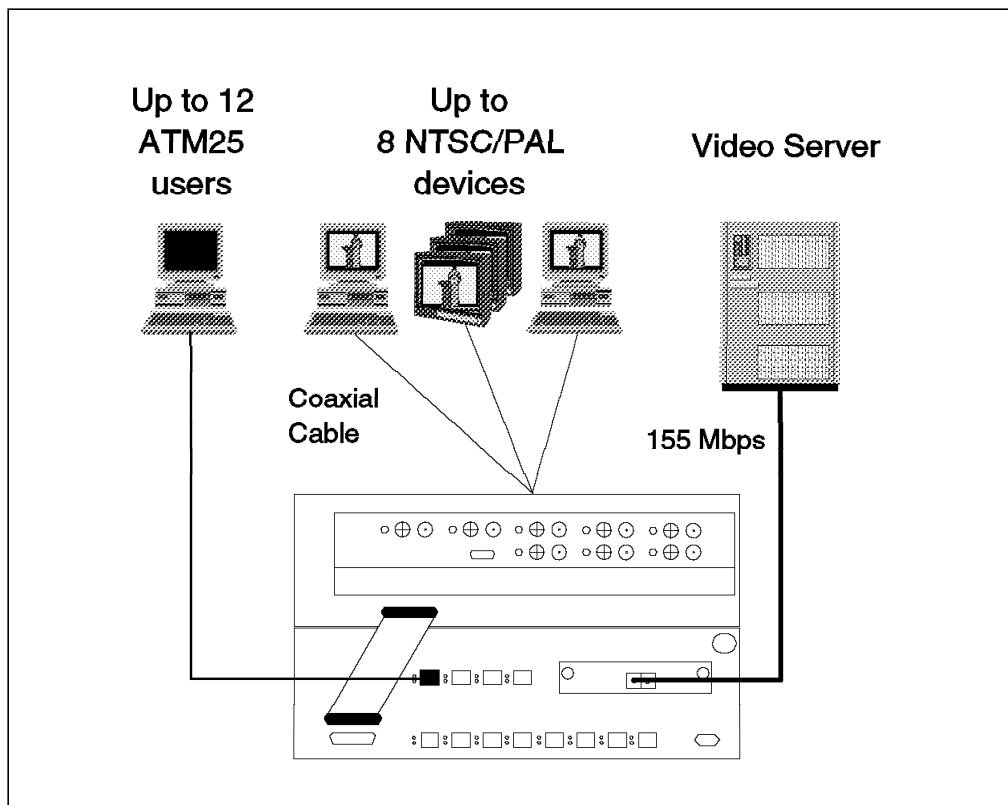 Up to 12
ATM25
users
Up to
8 NTSC/PAL
devices
Video Server
Coaxial
Cable
155 Mbps